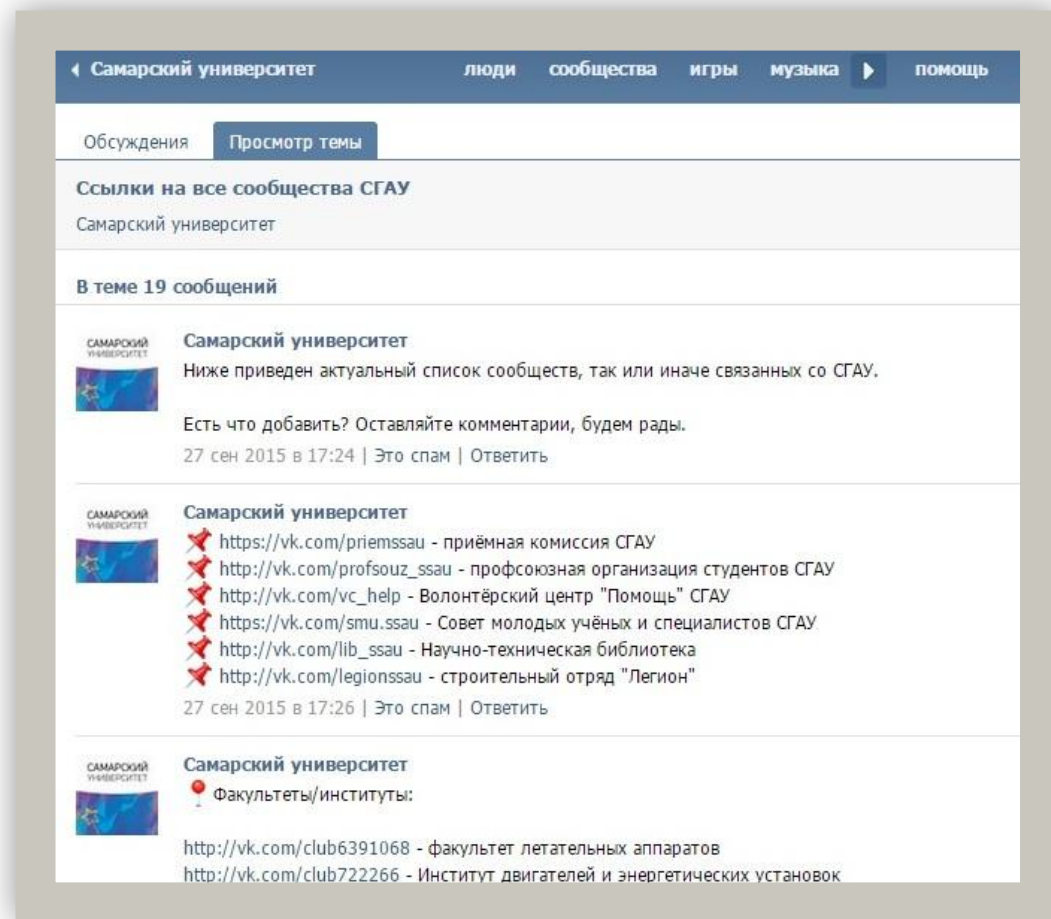 Самарский университет люди сообщества игры музыка помощь
Обсуждения Просмотр темы
Ссылки на все сообщества СГАУ
Самарский университет
В теме 19 сообщений
САМАРСКИЙ
УНИВЕРСИТЕТ
Самарский университет
Ниже приведен актуальный список сообществ, так или иначе связанных со СГАУ.
Есть что добавить? Оставляйте комментарии, будем рады.
27 сен 2015 в 17:24 | Это спам | Ответить
САМАРСКИЙ
УНИВЕРСИТЕТ
Самарский университет
https://vk.com/priemssau - приёмная комиссия СГАУ
http://vk.com/profsouz_ssau - профсоюзная организация студентов СГАУ
http://vk.com/vc_help - Волонтёрский центр "Помощь" СГАУ
https://vk.com/smu.ssau - Совет молодых учёных и специалистов СГАУ
http://vk.com/lib_ssau - Научно-техническая библиотека
http://vk.com/legionssau - строительный отряд "Легион"
27 сен 2015 в 17:26 | Это спам | Ответить
САМАРСКИЙ
УНИВЕРСИТЕТ
Самарский университет
Факультеты/институты:
http://vk.com/club6391068 - факультет летательных аппаратов
http://vk.com/club722266 - Институт двигателей и энергетических установок